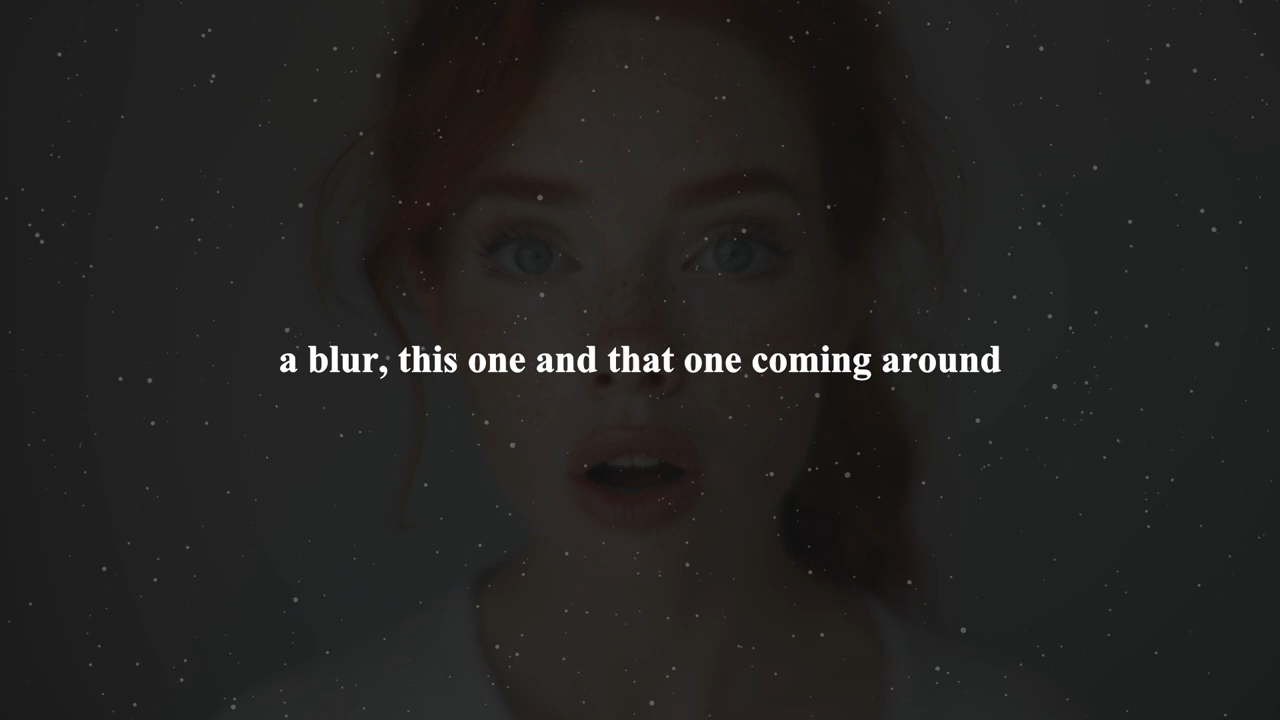 a blur, this one and that one coming around